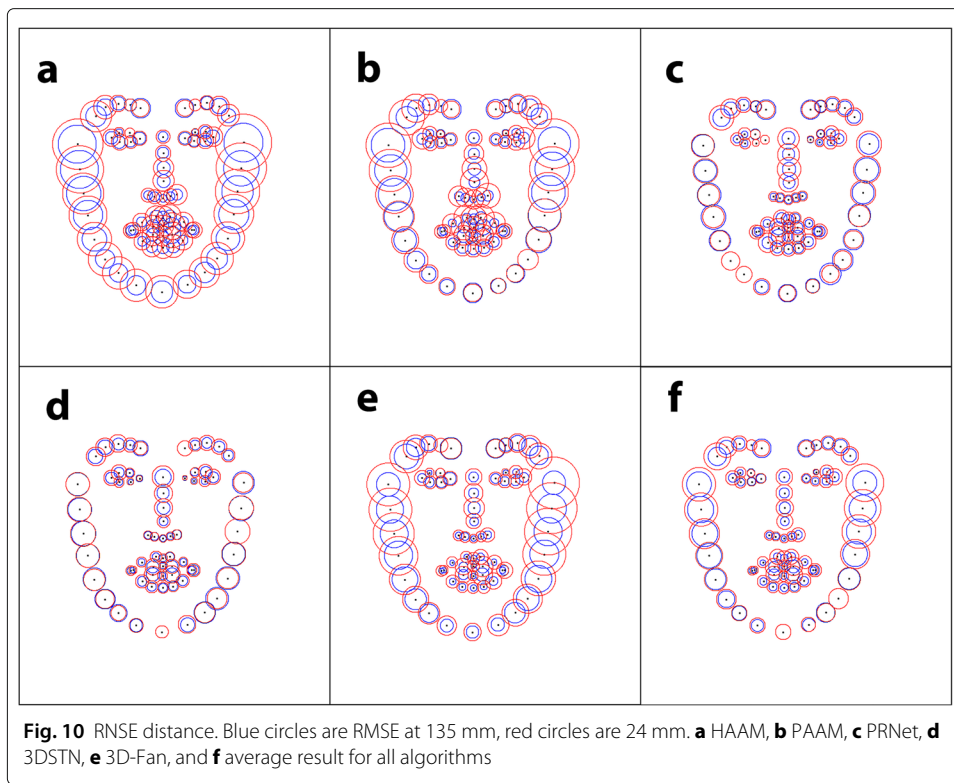 a
b
c
d
e
f
Fig. 10 RNSE distance. Blue circles are RMSE at 135 mm, red circles are 24 mm. a HAAM, b PAAM, c PRNet, d
3DSTN, e 3D-Fan, and f average result for all algorithms